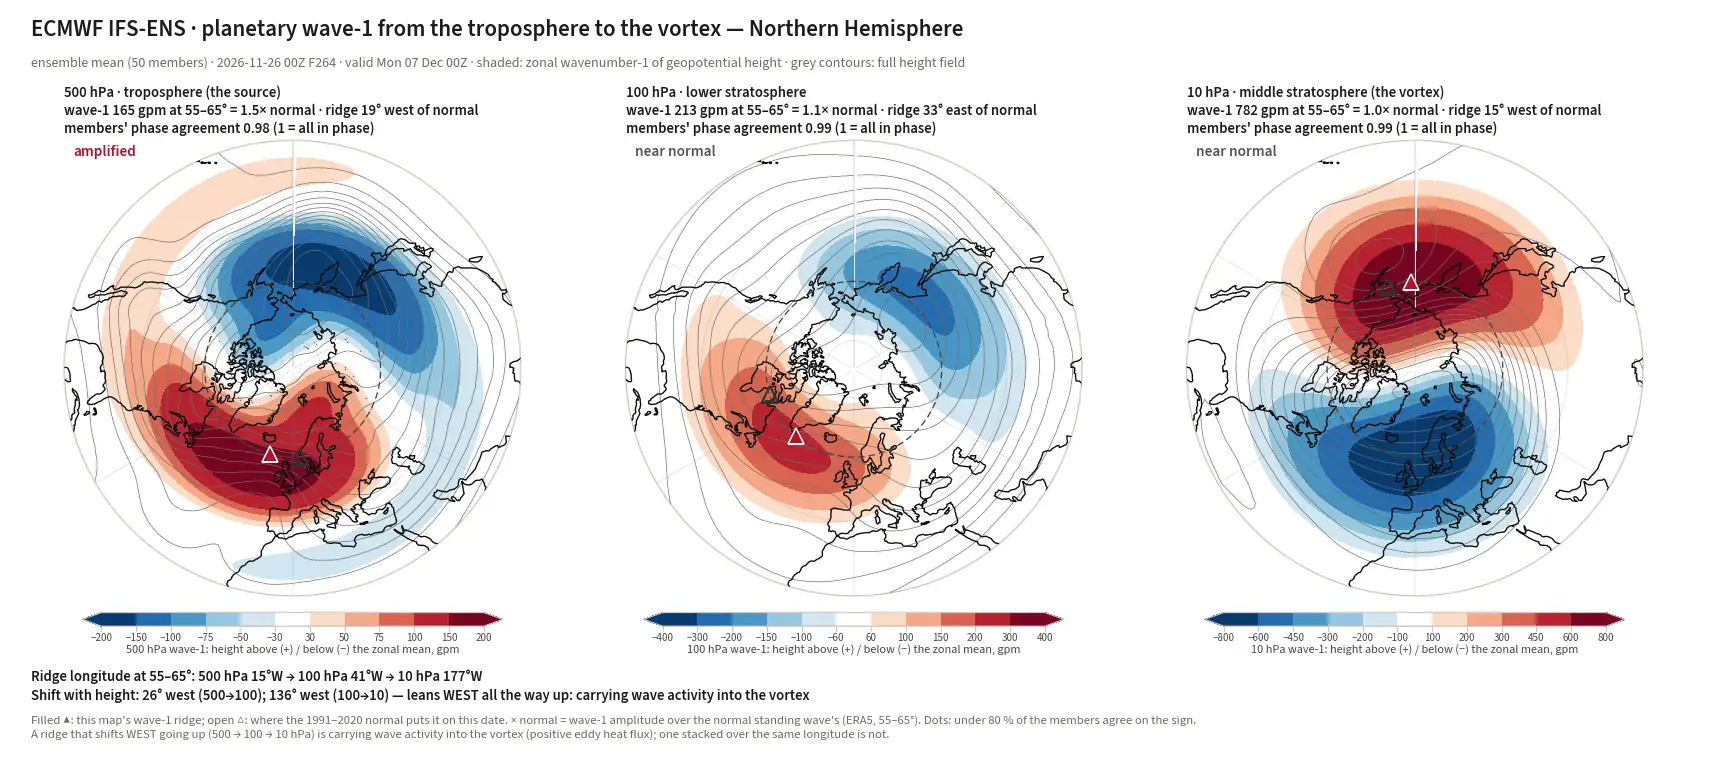 ECMWF IFS-ENS · planetary wave-1 from the troposphere to the vortex — Northern Hemisphere
ensemble mean (50 members) · 2026-11-26 00Z F264 · valid Mon 07 Dec 00Z · shaded: zonal wavenumber-1 of geopotential height · grey contours: full height field
500 hPa · troposphere (the source)
wave-1 165 gpm at 55–65° = 1.5× normal · ridge 19° west of normal
members' phase agreement 0.98 (1 = all in phase)
amplified
100 hPa · lower stratosphere
wave-1 213 gpm at 55–65° = 1.1× normal · ridge 33° east of normal
members' phase agreement 0.99 (1 = all in phase)
near normal
10 hPa · middle stratosphere (the vortex)
wave-1 782 gpm at 55–65° = 1.0× normal · ridge 15° west of normal
members' phase agreement 0.99 (1 = all in phase)
near normal
−200 −150 −100 −75 −50 −30 30 50 75 100 150 200
500 hPa wave-1: height above (+) / below (−) the zonal mean, gpm
−400 −300 −200 −150 −100 −60 60 100 150 200 300 400
100 hPa wave-1: height above (+) / below (−) the zonal mean, gpm
−800 −600 −450 −300 −200 −100 100 200 300 450 600 800
10 hPa wave-1: height above (+) / below (−) the zonal mean, gpm
Ridge longitude at 55–65°: 500 hPa 15°W → 100 hPa 41°W → 10 hPa 177°W
Shift with height: 26° west (500→100); 136° west (100→10) — leans WEST all the way up: carrying wave activity into the vortex
Filled ▲: this map's wave-1 ridge; open △: where the 1991–2020 normal puts it on this date. × normal = wave-1 amplitude over the normal standing wave's (ERA5, 55–65°). Dots: under 80 % of the members agree on the sign.
A ridge that shifts WEST going up (500 → 100 → 10 hPa) is carrying wave activity into the vortex (positive eddy heat flux); one stacked over the same longitude is not.